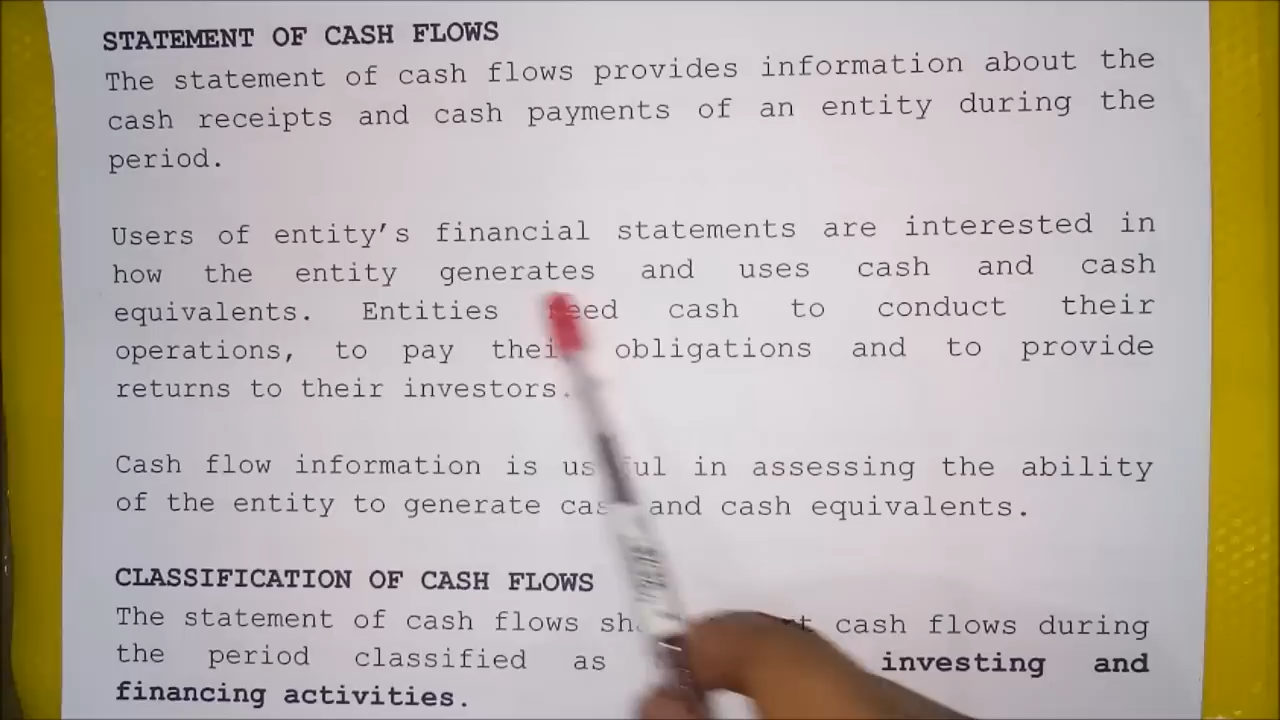 STATEMENT OF CASH FLOWS
The statement of cash flows provides information about the
cash receipts and cash payments of an entity during the
period.
Users of entity's financial statements are interested in
how the entity generates and uses cash and cash
equivalents. Entities need cash to conduct their
operations, to pay their obligations and to provide
returns to their investors.
Cash flow information is useful in assessing the ability
of the entity to generate cash and cash equivalents.
CLASSIFICATION OF CASH FLOWS
The statement of cash flows cash flows during
the period classified as investing and
financing activities.